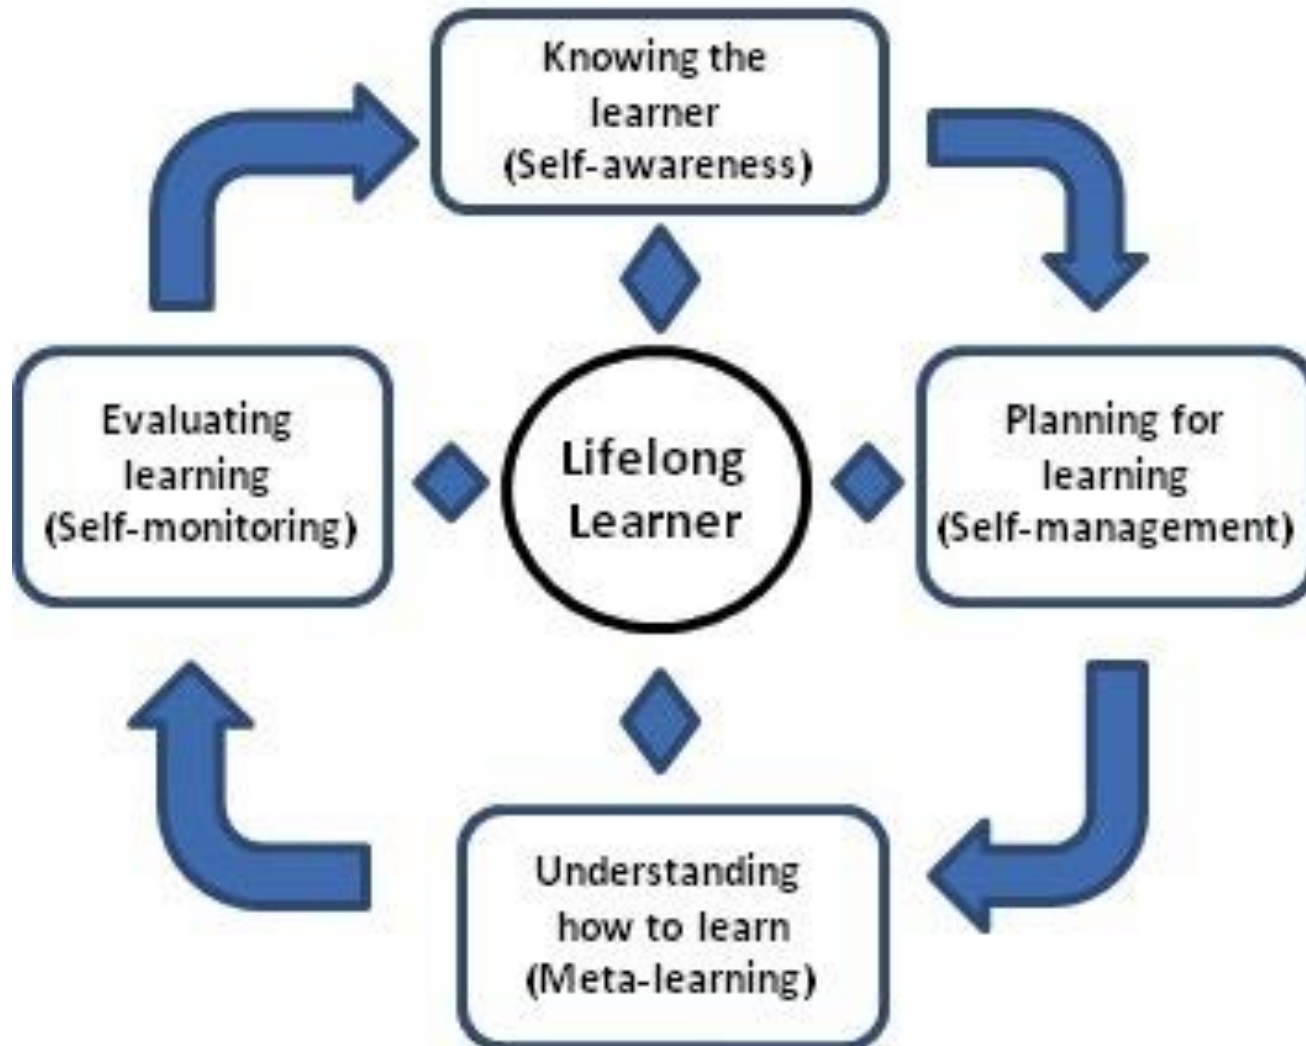 Knowing the
learner
(Self-awareness)
Evaluating
learning
(Self-monitoring)
Lifelong
Learner
Planning for
learning
(Self-management)
Understanding
how to learn
(Meta-learning)